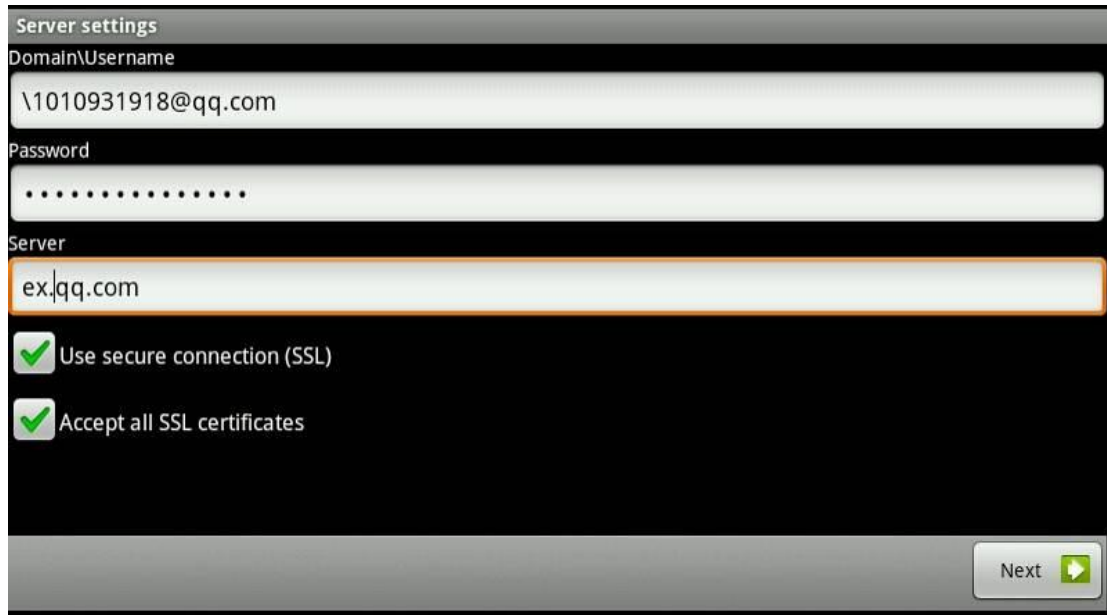 Server settings
Domain\Username
\1010931918@qq.com
Password
•••••••••••••••
Server
ex.qq.com
Use secure connection (SSL)
Accept all SSL certificates
Next